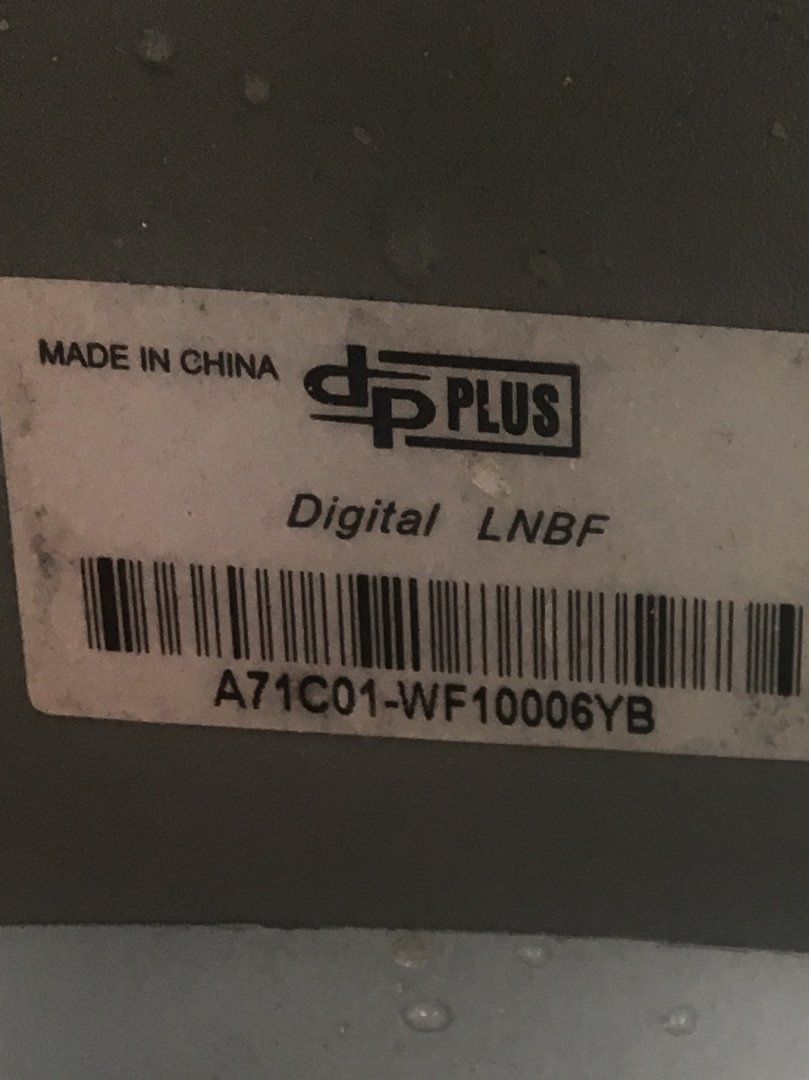 MADE IN CHINA dp PLUS
Digital LNBF
A71C01-WF10006YB